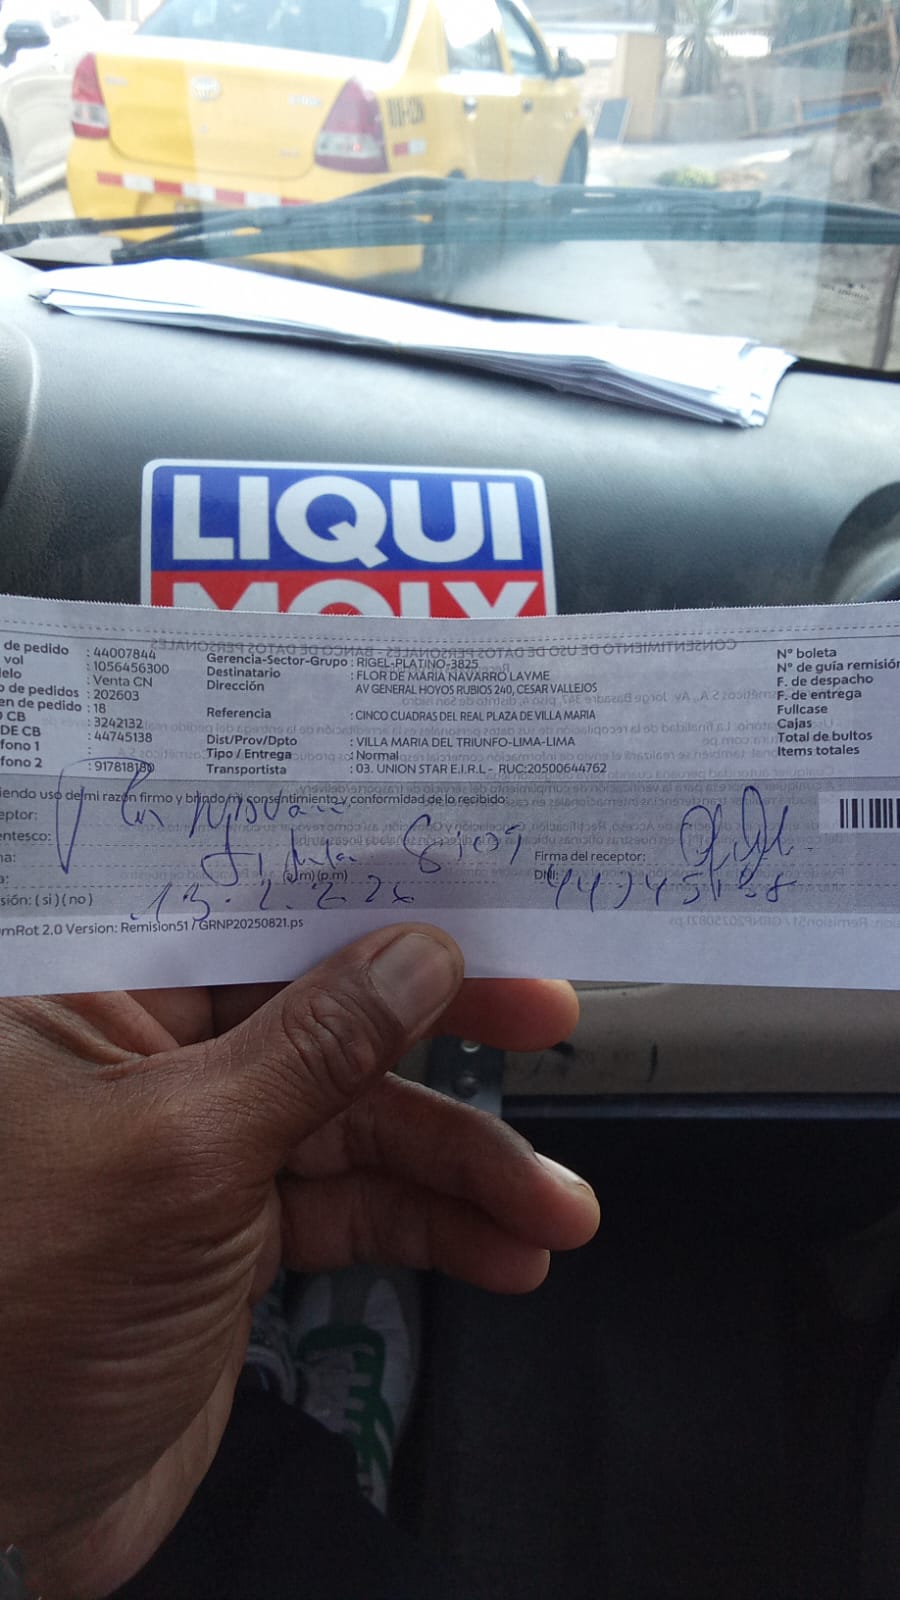 LIQUI
MOLY
de pedido : 44007844
vol : 1056456300
delo : Venta CN
o de pedidos : 202603
en de pedido : 18
CB : 3242132
DE CB : 44745138
fono 1 :
fono 2 : 917818180
Gerencia-Sector-Grupo : RIGEL-PLATINO-3825
Destinatario : FLOR DE MARIA NAVARRO LAYME
Dirección AV GENERAL HOYOS RUBIOS 240, CESAR VALLEJOS
Referencia : CINCO CUADRAS DEL REAL PLAZA DE VILLA MARIA
Dist/Prov/Dpto : VILLA MARIA DEL TRIUNFO-LIMA-LIMA
Tipo / Entrega : Normal
Transportista : 03. UNION STAR E.I.R.L - RUC:20500644762
N° boleta
N° de guía remisión
F. de despacho
F. de entrega
Fullcase
Cajas
Total de bultos
Items totales
iendo uso de mi razón firmo y brindo mi consentimiento y conformidad de lo recibido:
eptor:
entesco:
na:
a: (a.m) (p.m)
Firma del receptor:
DNI: 44745138
sión: ( si ) ( no )
mRot 2.0 Version: Remision51 / GRNP20250821.ps